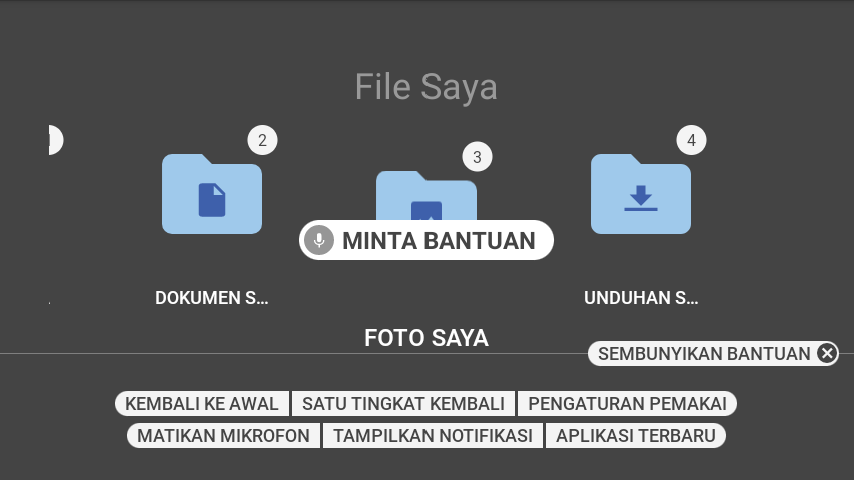 File Saya
2
3
4
MINTA BANTUAN
DOKUMEN S...
UNDUHAN S...
FOTO SAYA
SEMBUNYIKAN BANTUAN
KEMBALI KE AWAL
SATU TINGKAT KEMBALI
PENGATURAN PEMAKAI
MATIKAN MIKROFON
TAMPILKAN NOTIFIKASI
APLIKASI TERBARU